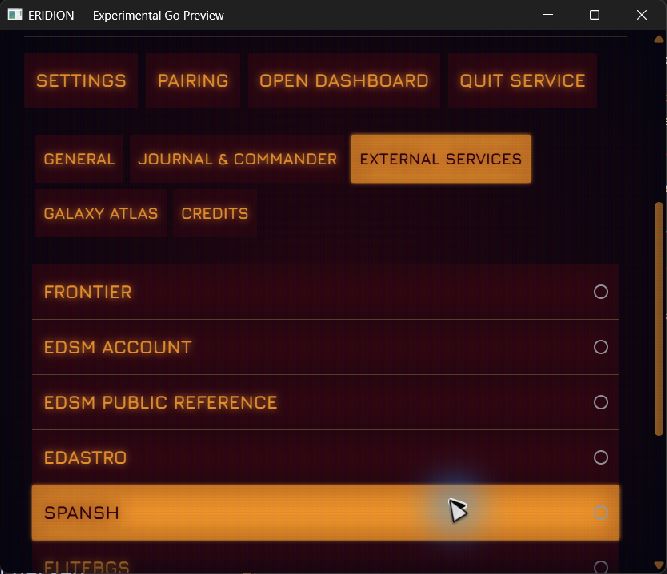 ERIDION — Experimental Go Preview
SETTINGS PAIRING OPEN DASHBOARD QUIT SERVICE
GENERAL JOURNAL & COMMANDER EXTERNAL SERVICES
GALAXY ATLAS CREDITS
FRONTIER
EDSM ACCOUNT
EDSM PUBLIC REFERENCE
EDASTRO
SPANSH
ELITEBGS